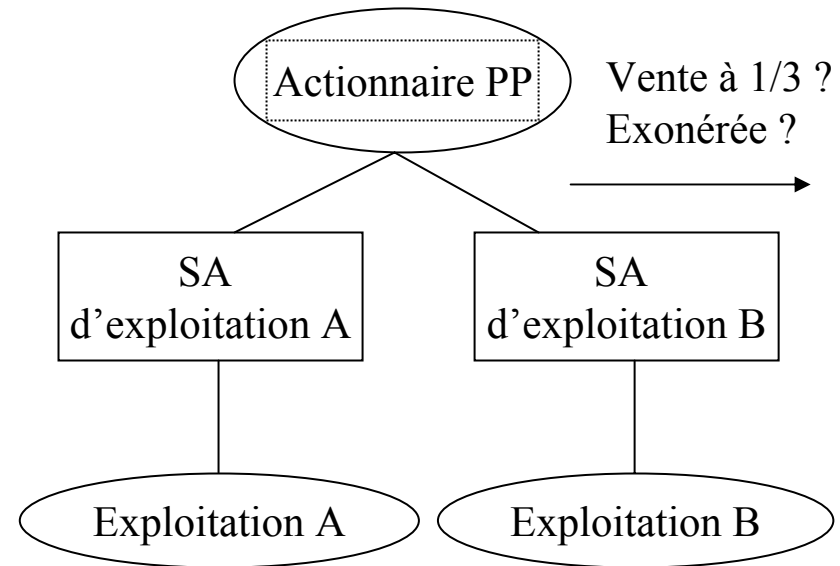 Actionnaire PP
Vente à 1/3 ?
Exonérée ?
SA
d’exploitation A
SA
d’exploitation B
Exploitation A
Exploitation B